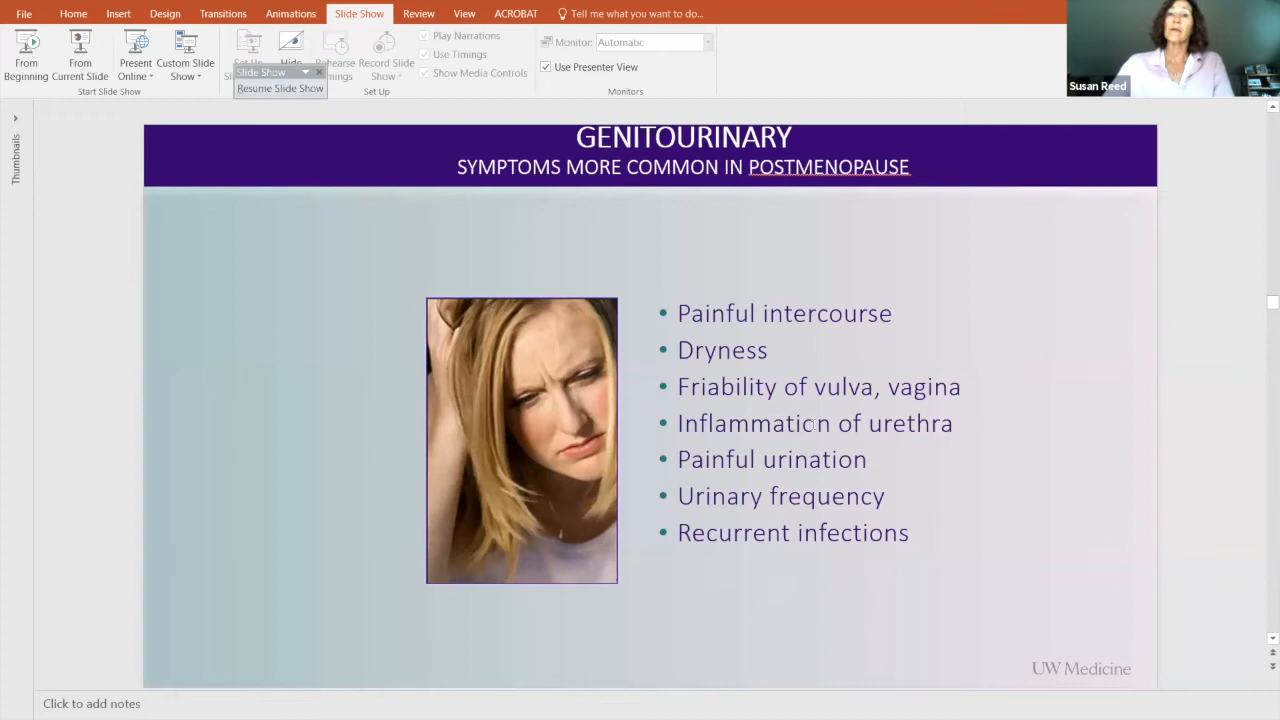 File Home Insert Design Transitions Animations Slide Show Review View ACROBAT Tell me what you want to do...
From Beginning
From Current Slide
Present Online
Custom Slide Show
Start Slide Show
Hide
Record Slide Show
Play Narrations
Use Timings
Show Media Controls
Set Up
Monitor: Automatic
Use Presenter View
Monitors
Slide Show
Resume Slide Show
Susan Reed
Thumbnails
GENITOURINARY
SYMPTOMS MORE COMMON IN POSTMENOPAUSE
• Painful intercourse
• Dryness
• Friability of vulva, vagina
• Inflammation of urethra
• Painful urination
• Urinary frequency
• Recurrent infections
UW Medicine
Click to add notes